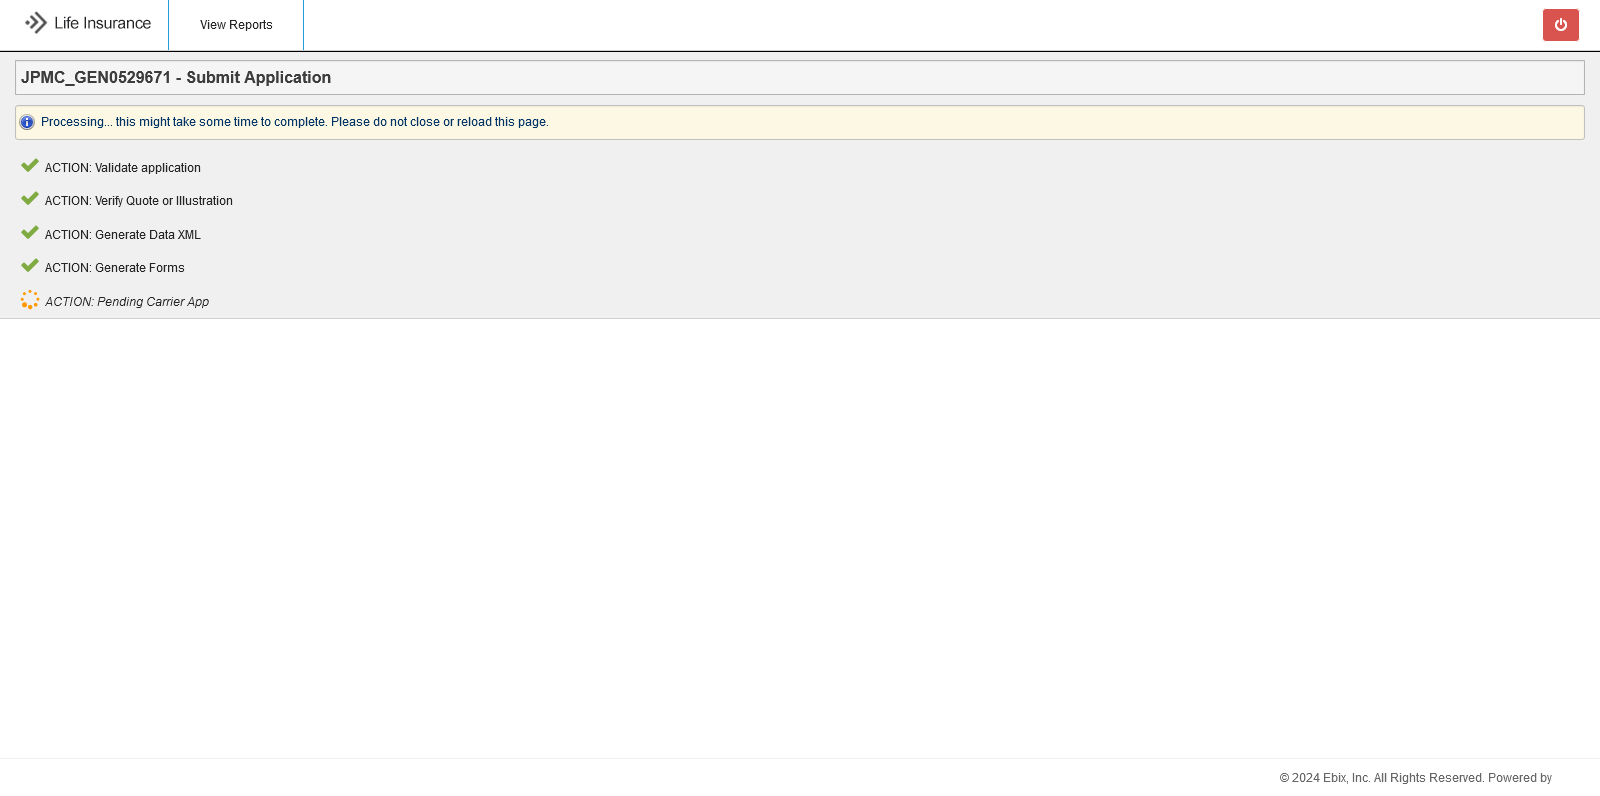 Life Insurance
View Reports
JPMC_GEN0529671 - Submit Application
Processing... this might take some time to complete. Please do not close or reload this page.
ACTION: Validate application
ACTION: Verify Quote or Illustration
ACTION: Generate Data XML
ACTION: Generate Forms
ACTION: Pending Carrier App
© 2024 Ebix, Inc. All Rights Reserved. Powered by